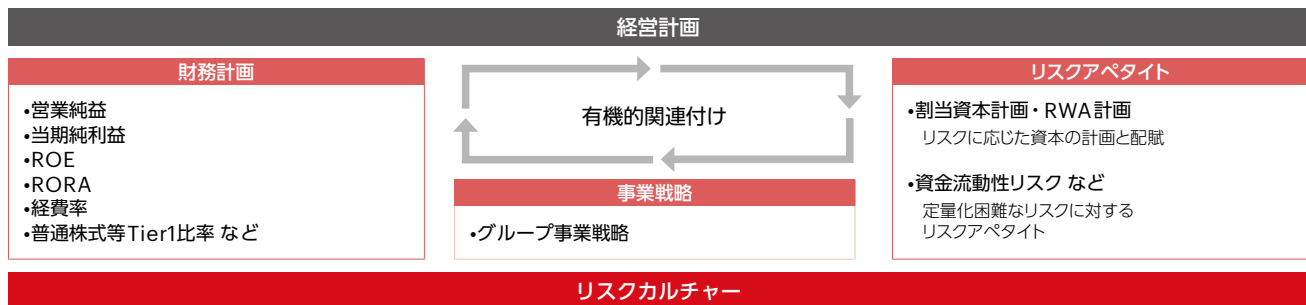 経営計画
財務計画
•営業純益
•当期純利益
•ROE
•RORA
•経費率
•普通株式等Tier1比率 など
有機的関連付け
事業戦略
•グループ事業戦略
リスクアペタイト
•割当資本計画・RWA計画
リスクに応じた資本の計画と配賦
•資金流動性リスク など
定量化困難なリスクに対する
リスクアペタイト
リスクカルチャー